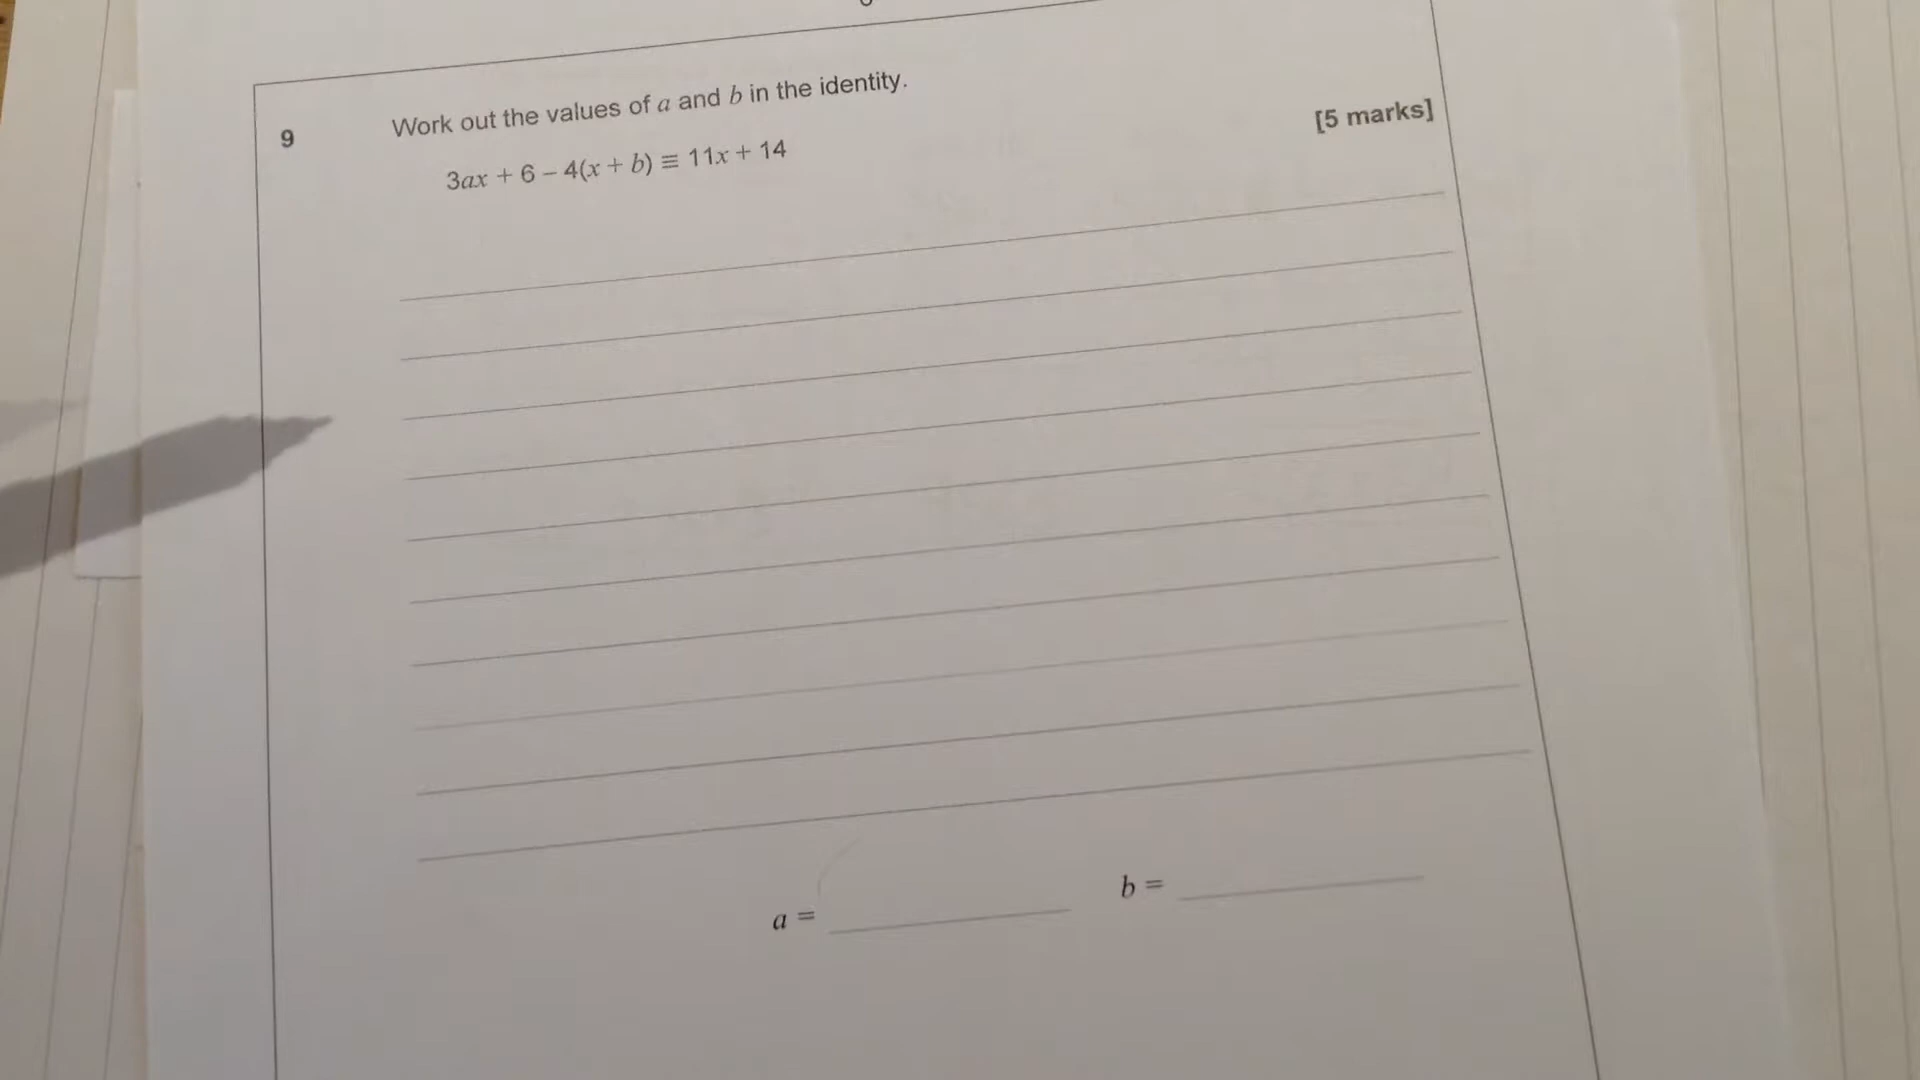 9 Work out the values of a and b in the identity.
[5 marks]
3ax + 6 – 4(x + b) ≡ 11x + 14
a = b =